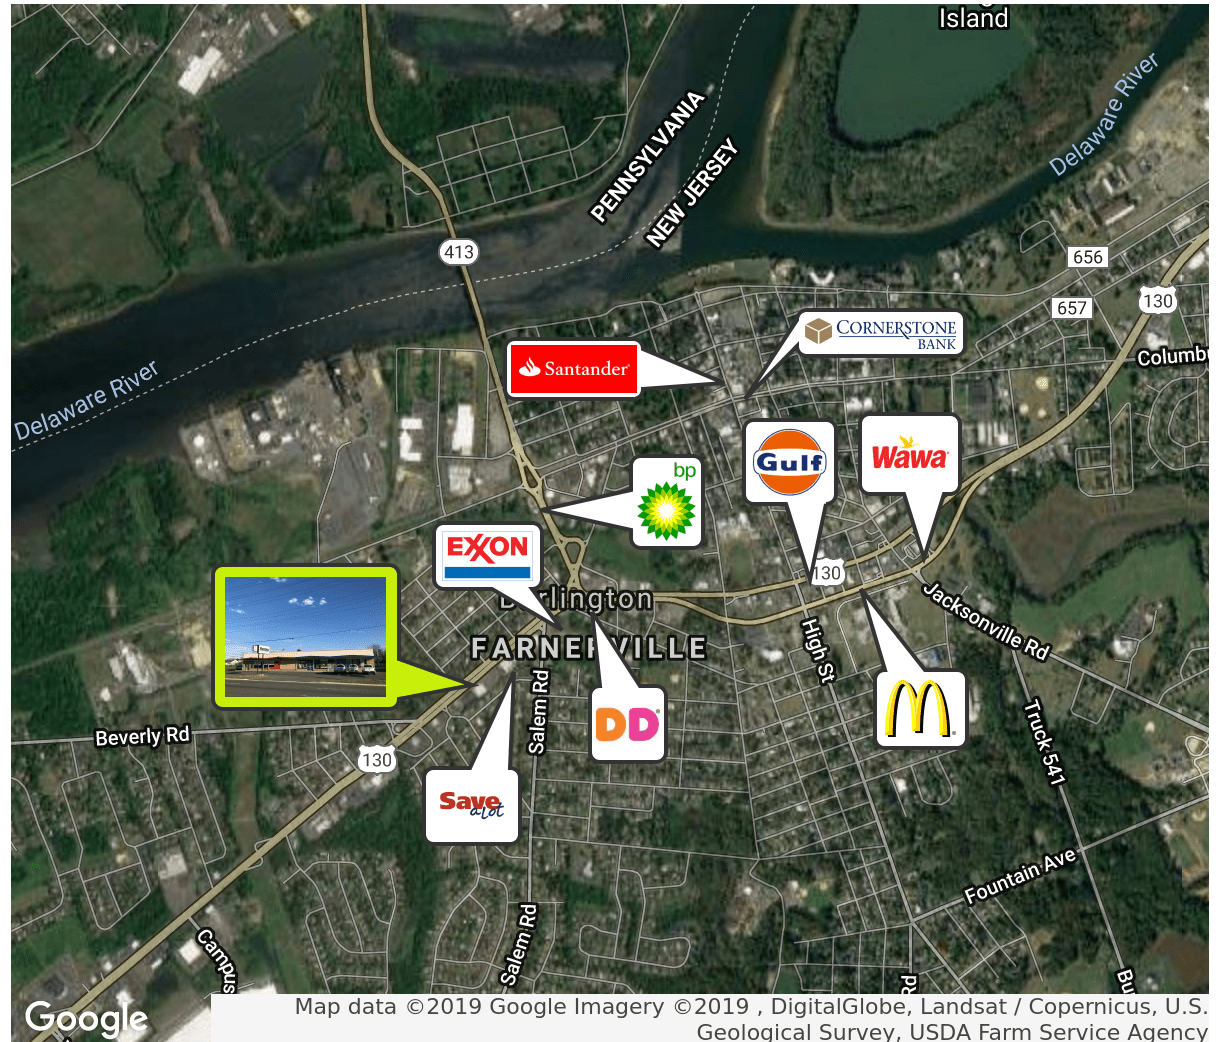 Island
Delaware River
PENNSYLVANIA
NEW JERSEY
413
656
657
130
CORNERSTONE
BANK
Santander
Columbu
Delaware River
bp
Gulf
Wawa
EXXON
130
Burlington
Jacksonville Rd
FARNERVILLE
High St
Salem Rd
DD
Beverly Rd
130
Truck 541
Save
a lot
Fountain Ave
Salem Rd
Campus
Rd
Bu
Google
Map data ©2019 Google Imagery ©2019 , DigitalGlobe, Landsat / Copernicus, U.S.
Geological Survey, USDA Farm Service Agency